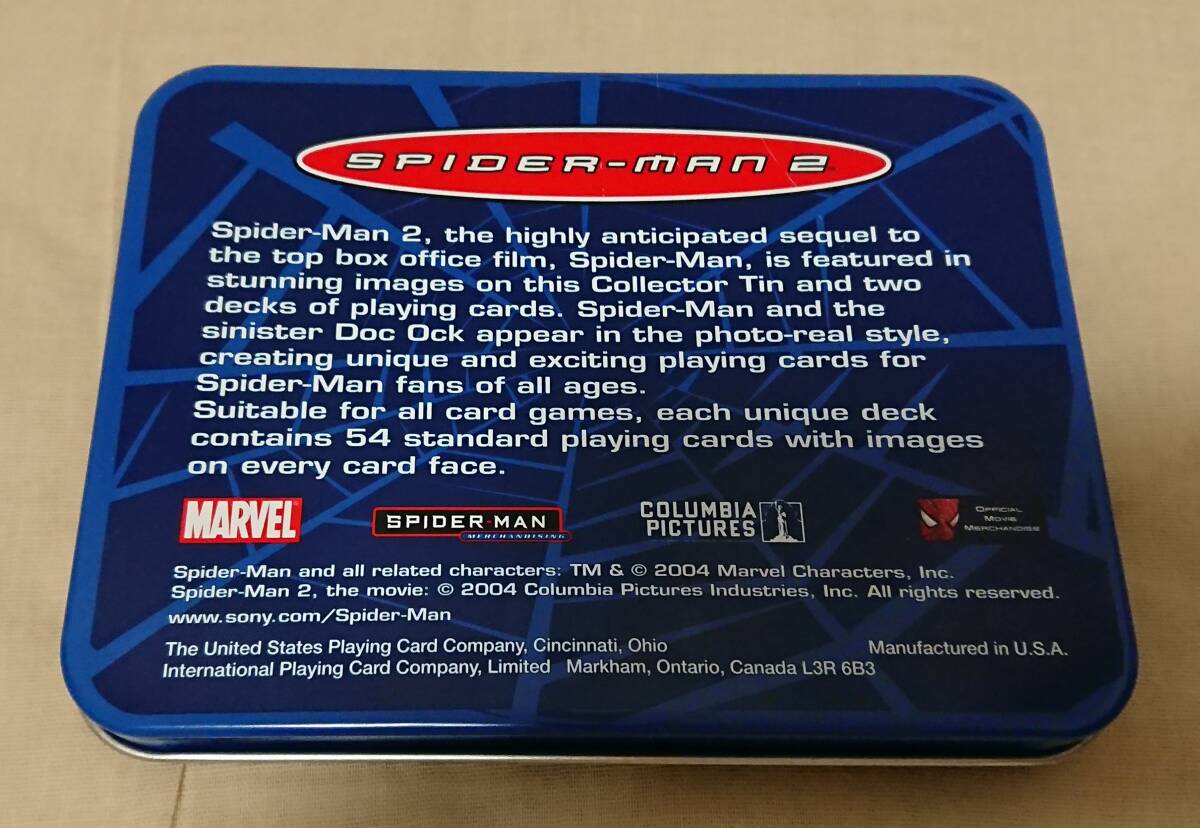 SPIDER-MAN 2
Spider-Man 2, the highly anticipated sequel to
the top box office film, Spider-Man, is featured in
stunning images on this Collector Tin and two
decks of playing cards. Spider-Man and the
sinister Doc Ock appear in the photo-real style,
creating unique and exciting playing cards for
Spider-Man fans of all ages.
Suitable for all card games, each unique deck
contains 54 standard playing cards with images
on every card face.
MARVEL
SPIDER-MAN
MERCHANDISING
COLUMBIA
PICTURES
OFFICIAL
MOVIE
MERCHANDISE
Spider-Man and all related characters: TM & © 2004 Marvel Characters, Inc.
Spider-Man 2, the movie: © 2004 Columbia Pictures Industries, Inc. All rights reserved.
www.sony.com/Spider-Man
The United States Playing Card Company, Cincinnati, Ohio Manufactured in U.S.A.
International Playing Card Company, Limited Markham, Ontario, Canada L3R 6B3